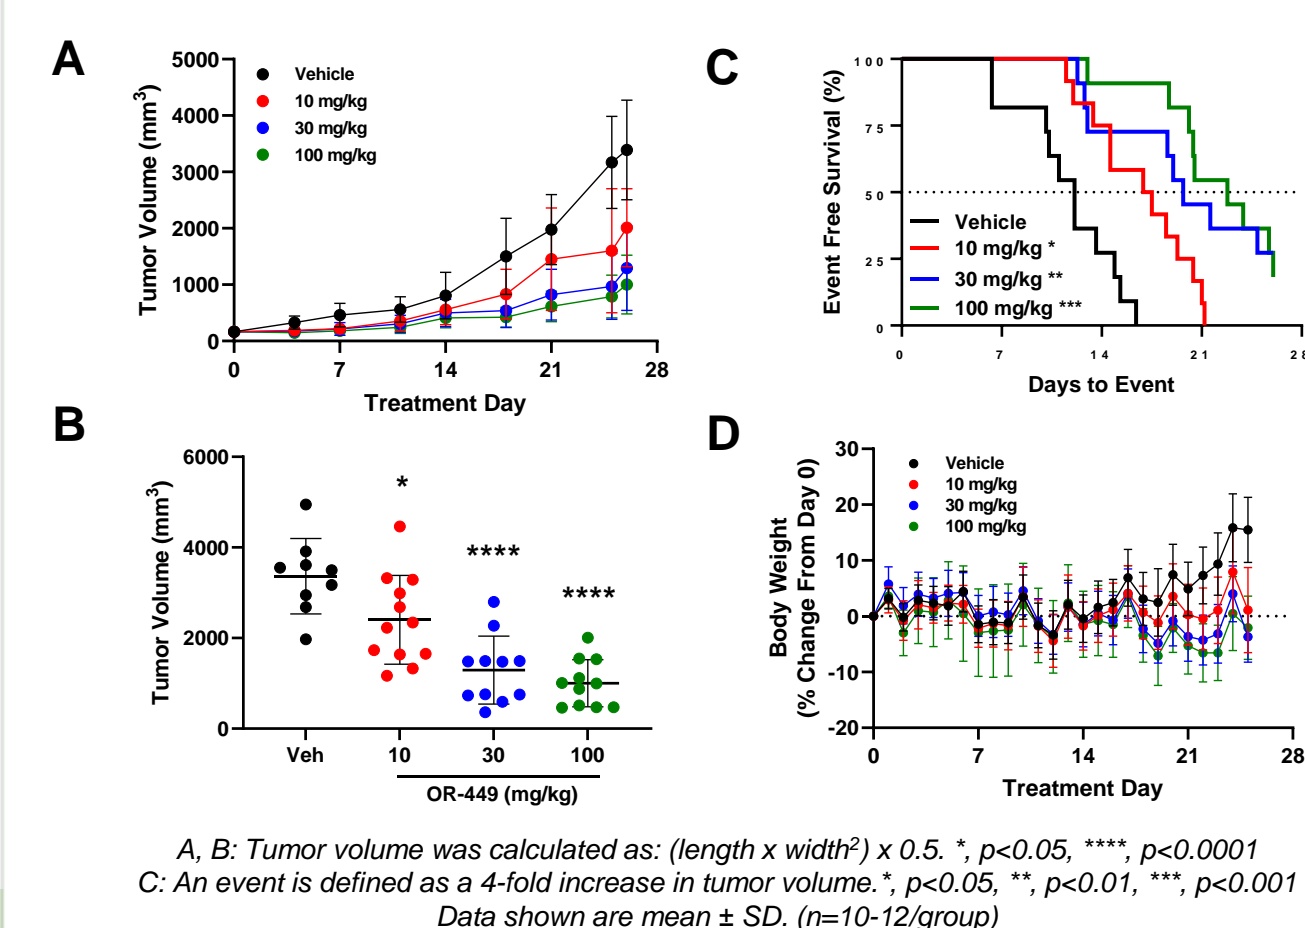 A
5000
4000
3000
2000
1000
0
Tumor Volume (mm³)
Vehicle
10 mg/kg
30 mg/kg
100 mg/kg
0 7 14 21 28
Treatment Day
C
100
75
50
25
0
Event Free Survival (%)
Vehicle
10 mg/kg *
30 mg/kg **
100 mg/kg ***
0 7 14 21 28
Days to Event
B
6000
4000
2000
0
Tumor Volume (mm³)
*
****
****
Veh 10 30 100
OR-449 (mg/kg)
D
30
20
10
0
-10
-20
Body Weight
(% Change From Day 0)
Vehicle
10 mg/kg
30 mg/kg
100 mg/kg
0 7 14 21 28
Treatment Day
A, B: Tumor volume was calculated as: (length x width²) x 0.5. *, p<0.05, ****, p<0.0001
C: An event is defined as a 4-fold increase in tumor volume.*, p<0.05, **, p<0.01, ***, p<0.001
Data shown are mean ± SD. (n=10-12/group)